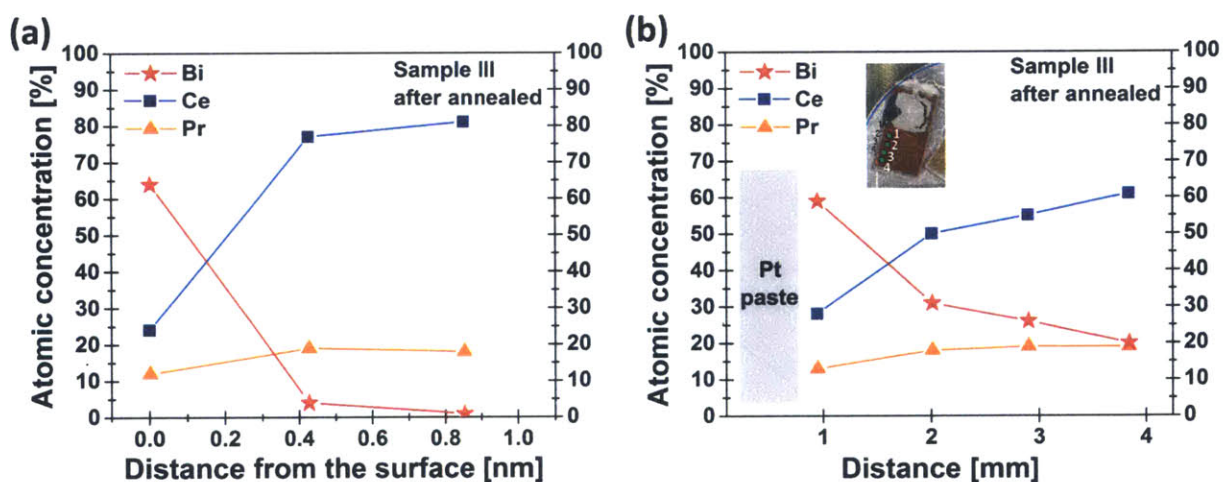 (a)
Atomic concentration [%]
100
90
80
70
60
50
40
30
20
10
0
Bi
Ce
Pr
Sample III
after annealed
100
90
80
70
60
50
40
30
20
10
0
0.0 0.2 0.4 0.6 0.8 1.0
Distance from the surface [nm]
(b)
Atomic concentration [%]
100
90
80
70
60
50
40
30
20
10
0
Bi
Ce
Pr
1
2
3
4
Sample III
after annealed
Pt
paste
100
90
80
70
60
50
40
30
20
10
0
1 2 3 4
Distance [mm]